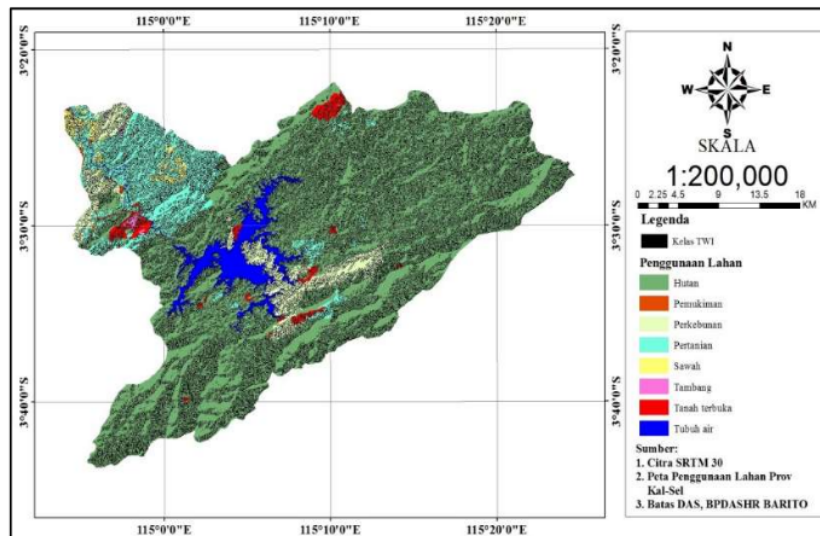 115°0'0"E 115°10'0"E 115°20'0"E
3°20'0"S 3°20'0"S
3°30'0"S 3°30'0"S
3°40'0"S 3°40'0"S
115°0'0"E 115°10'0"E 115°20'0"E
N
W E
S
SKALA
1:200,000
0 2.25 4.5 9 13.5 18
KM
Legenda
Kelas TWI
Penggunaan Lahan
Hutan
Pemukiman
Perkebunan
Pertanian
Sawah
Tambang
Tanah terbuka
Tubuh air
Sumber:
1. Citra SRTM 30
2. Peta Penggunaan Lahan Prov
Kal-Sel
3. Batas DAS, BPDASHR BARITO